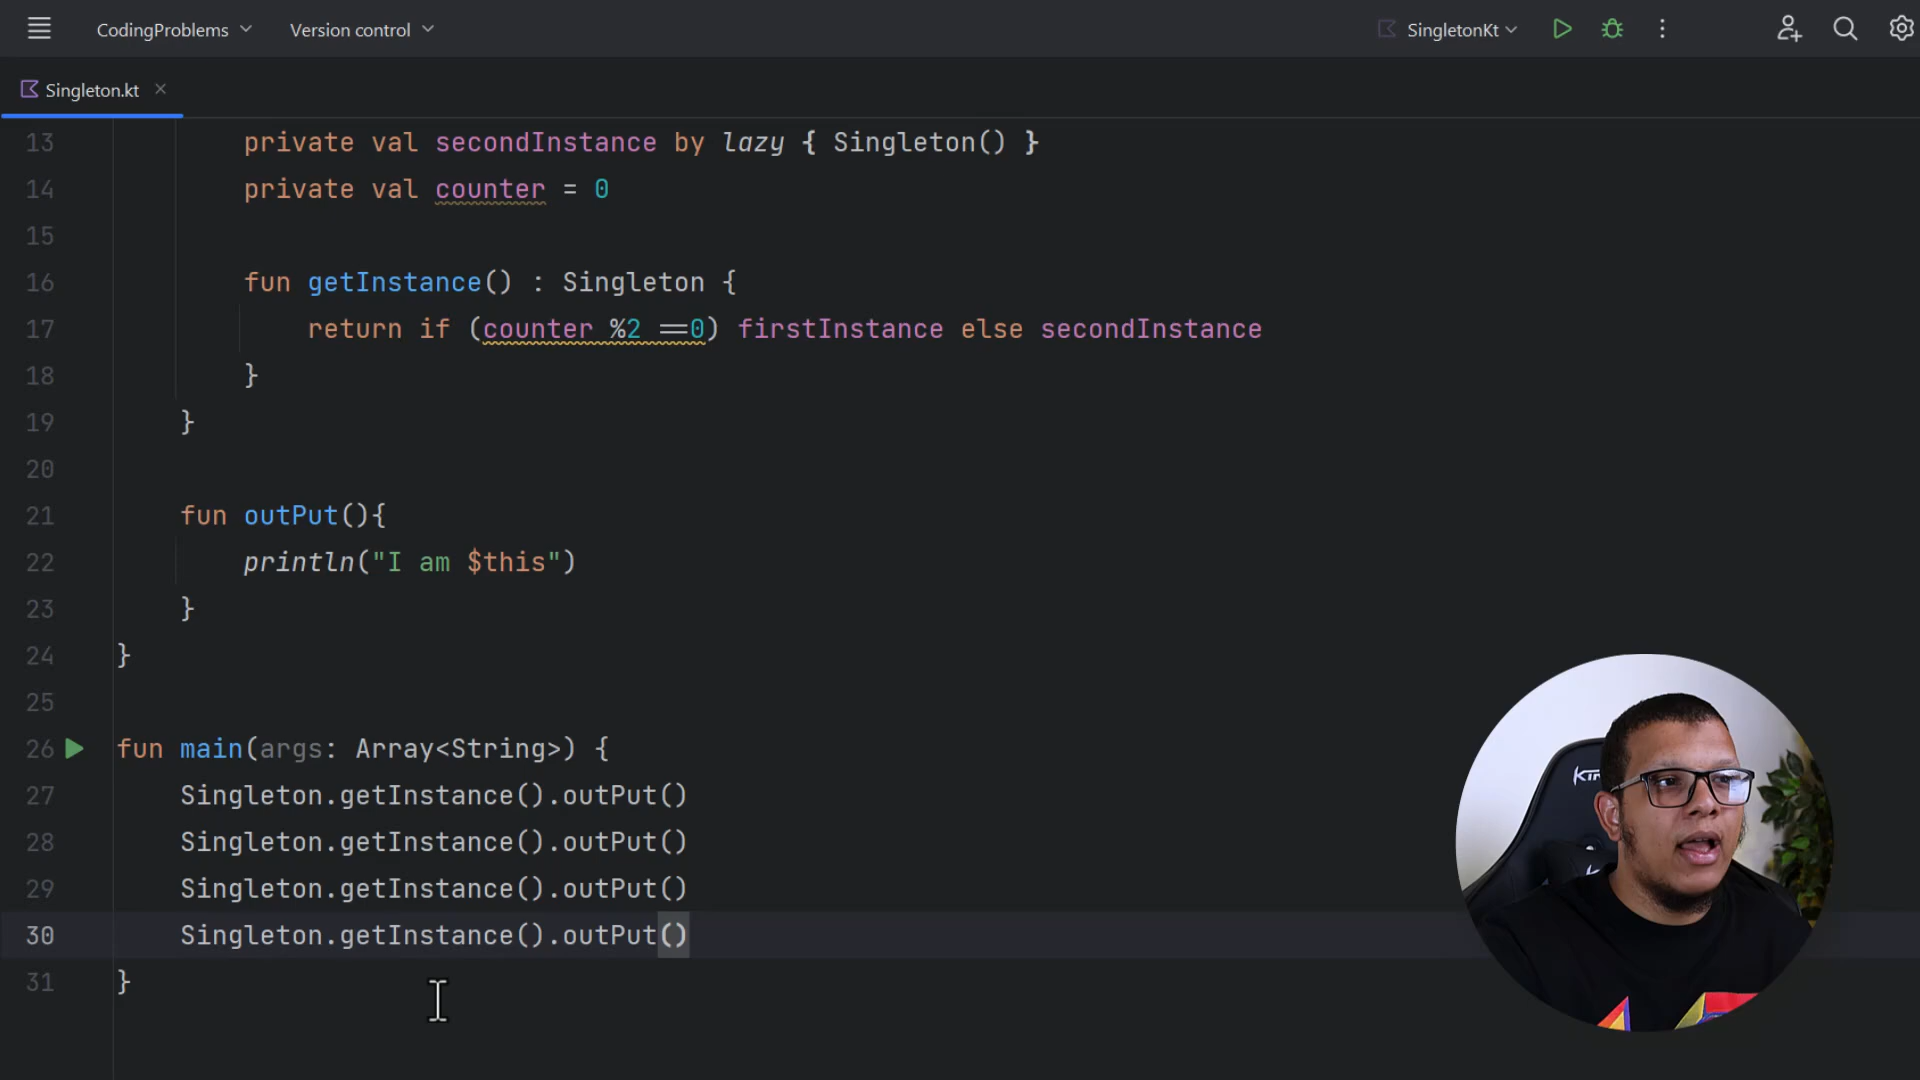 CodingProblems Version control SingletonKt
Singleton.kt
13 private val secondInstance by lazy { Singleton() }
14 private val counter = 0
15
16 fun getInstance() : Singleton {
17 return if (counter %2 ==0) firstInstance else secondInstance
18 }
19 }
20
21 fun outPut(){
22 println("I am $this")
23 }
24 }
25
26 fun main(args: Array<String>) {
27 Singleton.getInstance().outPut()
28 Singleton.getInstance().outPut()
29 Singleton.getInstance().outPut()
30 Singleton.getInstance().outPut()
31 }